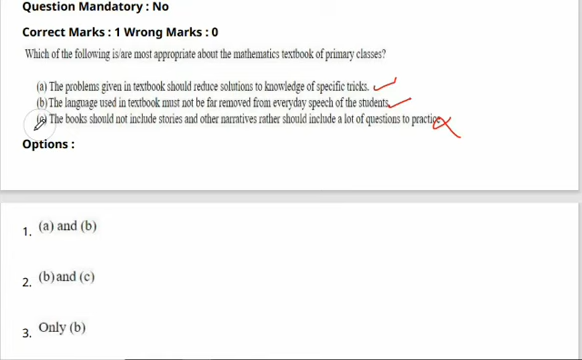 Question Mandatory : No
Correct Marks : 1 Wrong Marks : 0
Which of the following is/are most appropriate about the mathematics textbook of primary classes?
(a) The problems given in textbook should reduce solutions to knowledge of specific tricks.
(b) The language used in textbook must not be far removed from everyday speech of the students.
(c) The books should not include stories and other narratives rather should include a lot of questions to practice
Options :
1. (a) and (b)
2. (b) and (c)
3. Only (b)